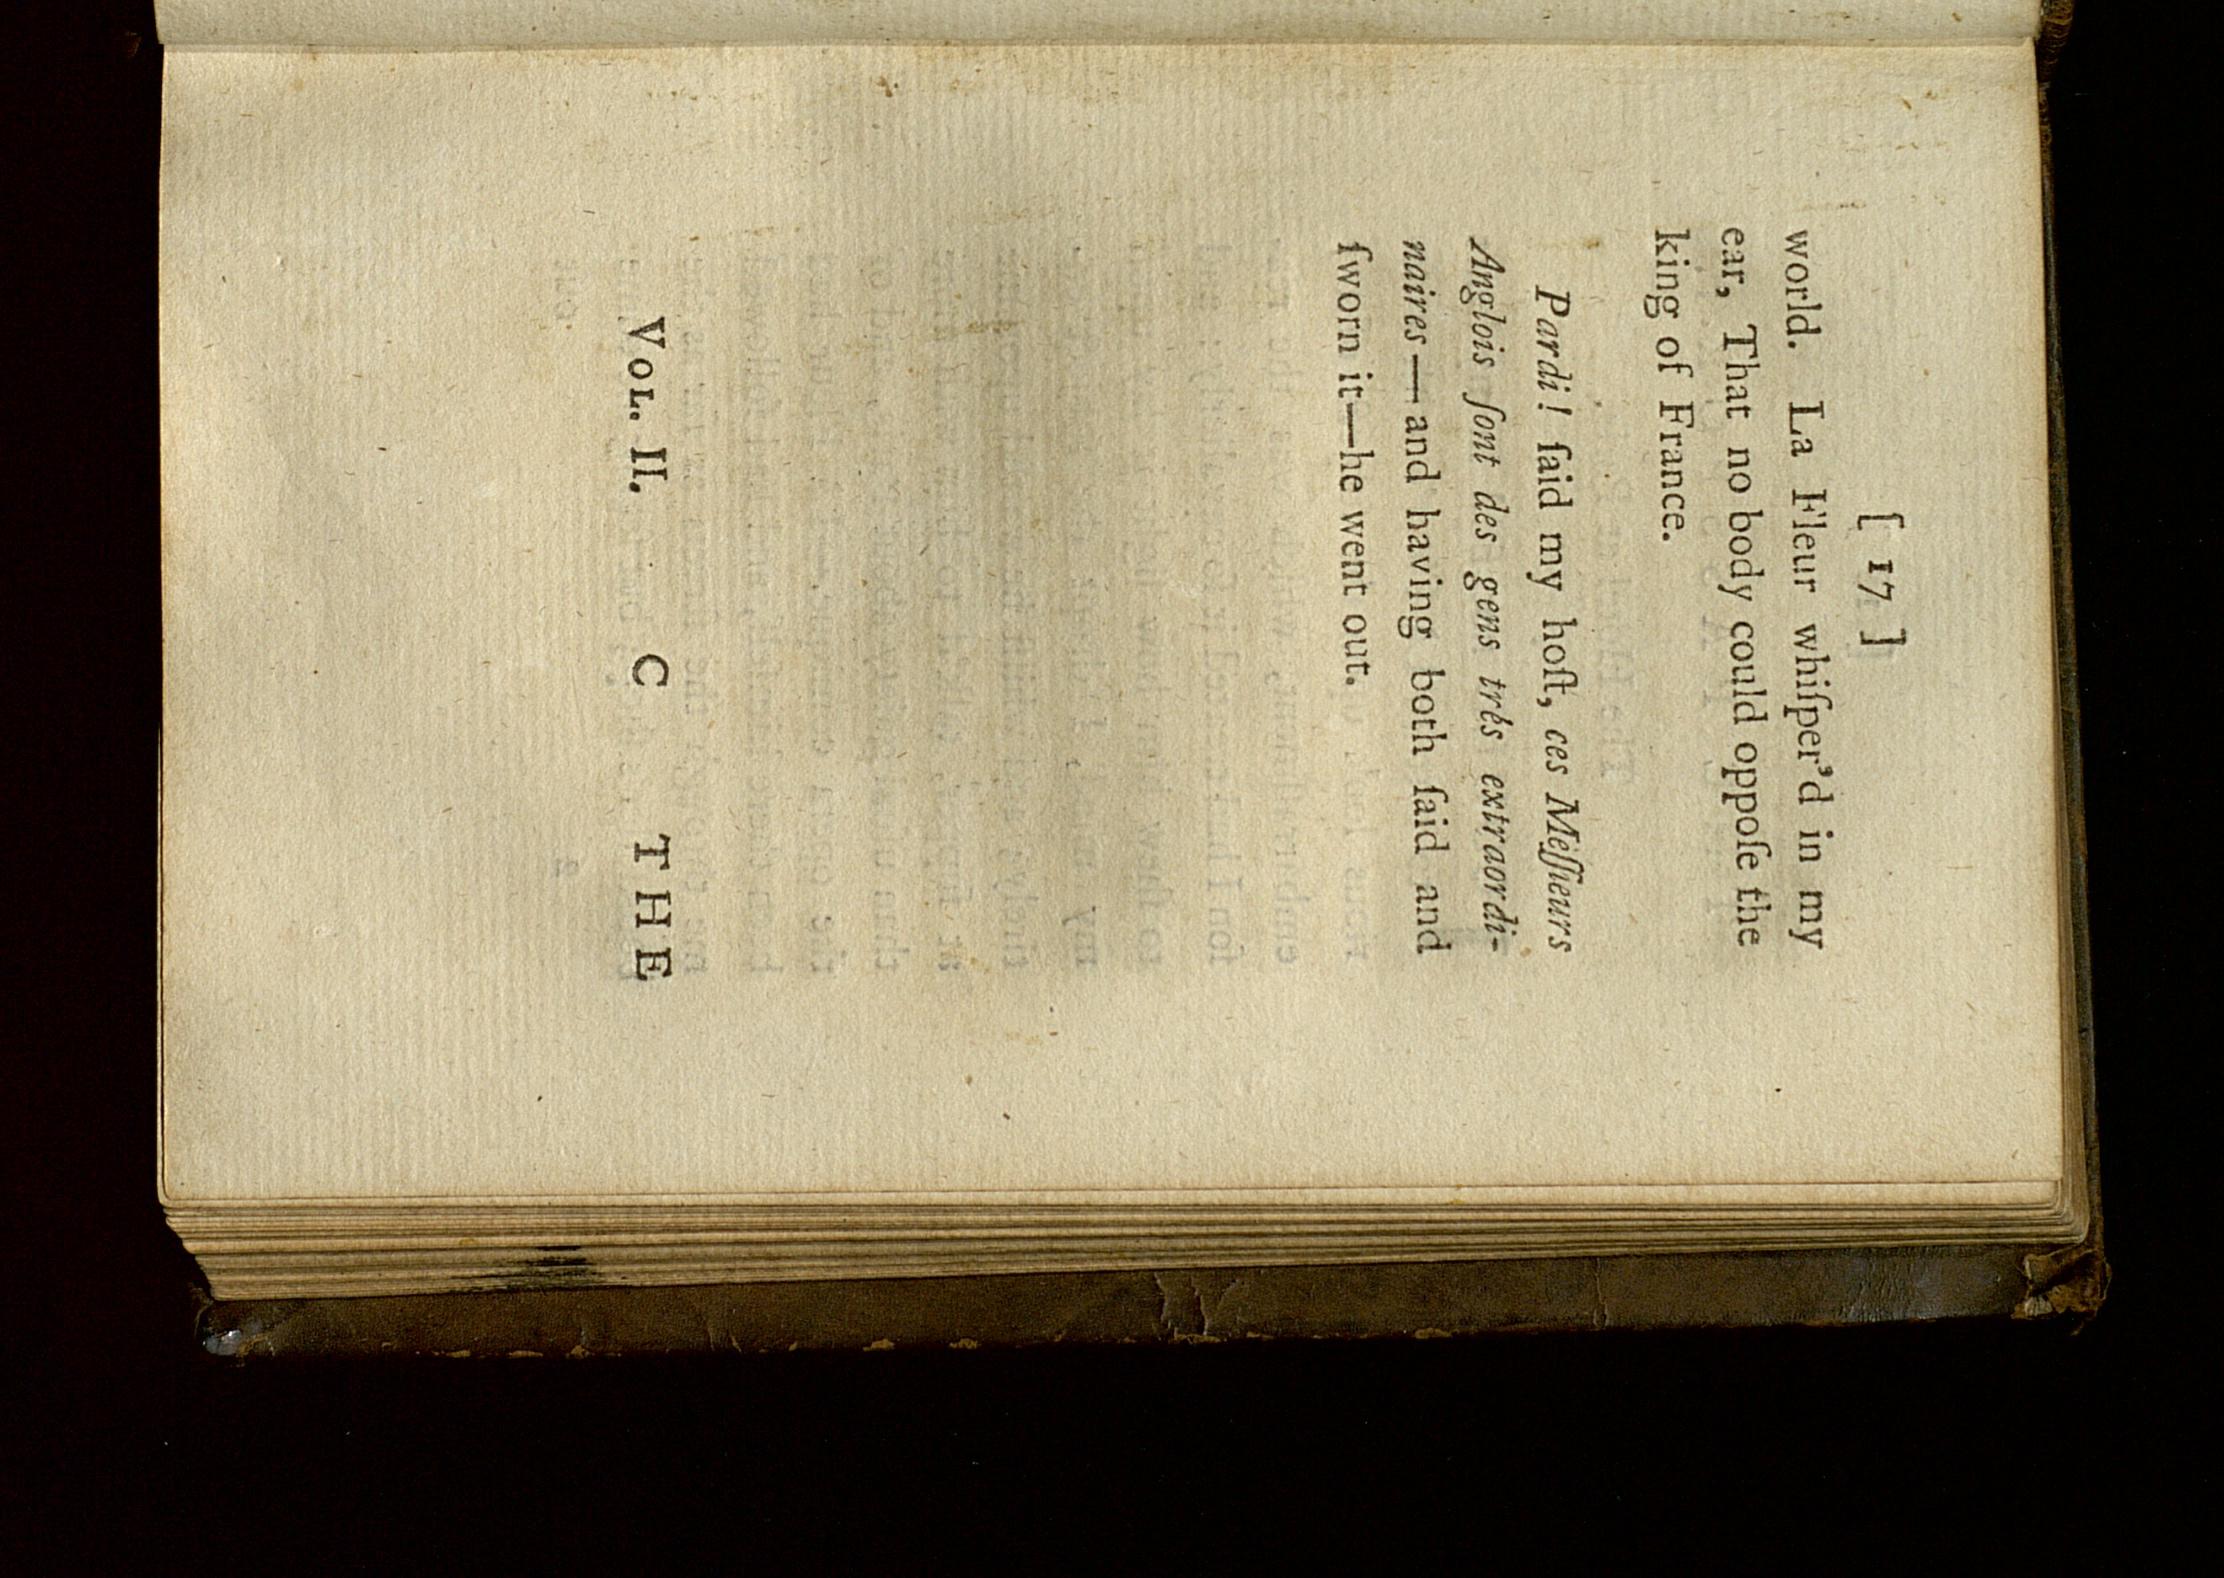 [ 17 ]
world. La Fleur whiſper'd in my
ear, That no body could oppoſe the
king of France.
Pardi! ſaid my hoſt, ces Meſſieurs
Anglois ſont des gens très extraordi-
naires—and having both ſaid and
ſworn it—he went out.
VOL. II. C THE